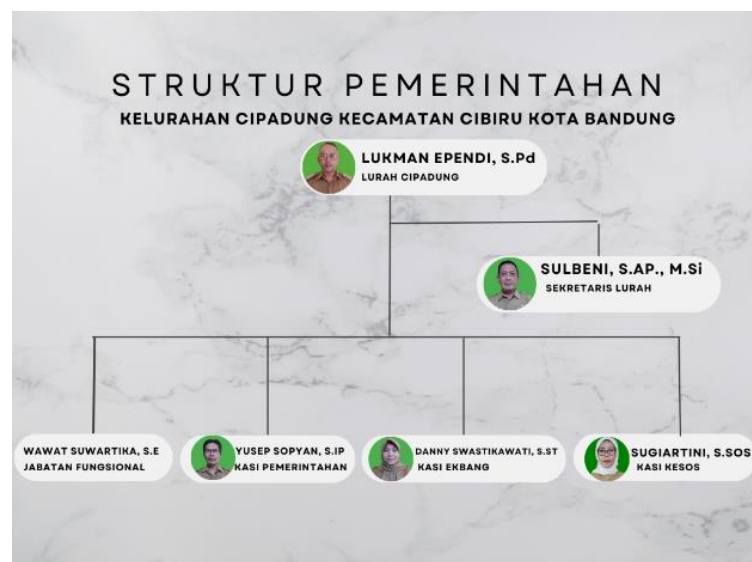 STRUKTUR PEMERINTAHAN
KELURAHAN CIPADUNG KECAMATAN CIBIRU KOTA BANDUNG
LUKMAN EPENDI, S.Pd
LURAH CIPADUNG
SULBENI, S.AP., M.Si
SEKRETARIS LURAH
WAWAT SUWARTIKA, S.E
JABATAN FUNGSIONAL
YUSEP SOPYAN, S.IP
KASI PEMERINTAHAN
DANNY SWASTIKAWATI, S.ST
KASI EKBANG
SUGIARTINI, S.SOS
KASI KESOS